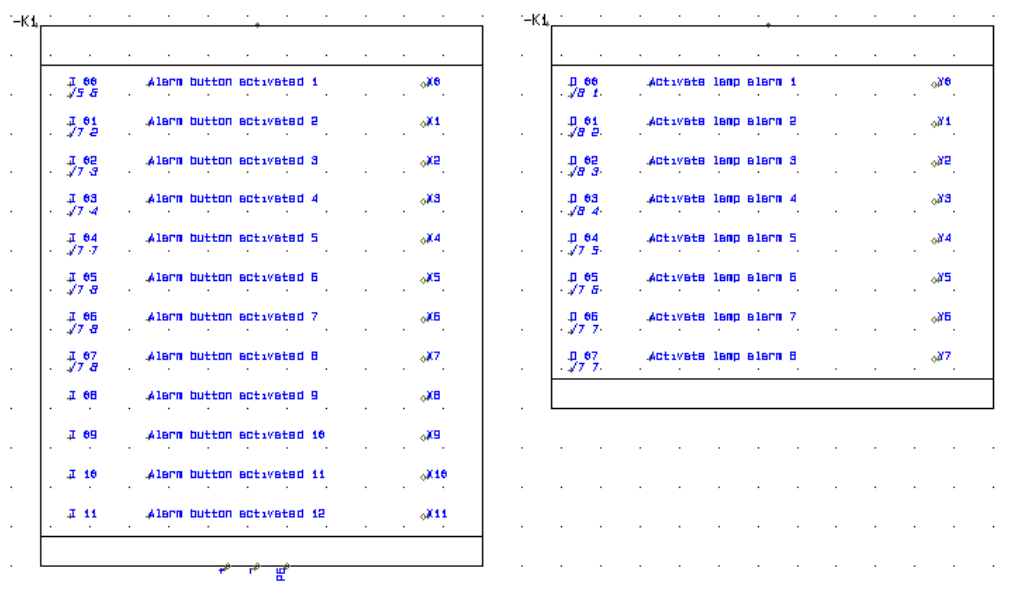 -K1
I 00 Alarm button activated 1 X0
/5 6
I 01 Alarm button activated 2 X1
/7 2
I 02 Alarm button activated 3 X2
/7 3
I 03 Alarm button activated 4 X3
/7 4
I 04 Alarm button activated 5 X4
/7 7
I 05 Alarm button activated 6 X5
/7 8
I 06 Alarm button activated 7 X6
/7 8
I 07 Alarm button activated 8 X7
/7 8
I 08 Alarm button activated 9 X8
I 09 Alarm button activated 10 X9
I 10 Alarm button activated 11 X10
I 11 Alarm button activated 12 X11
PE
-K1
O 00 Activate lamp alarm 1 Y0
/8 1
O 01 Activate lamp alarm 2 Y1
/8 2
O 02 Activate lamp alarm 3 Y2
/8 3
O 03 Activate lamp alarm 4 Y3
/8 4
O 04 Activate lamp alarm 5 Y4
/7 5
O 05 Activate lamp alarm 6 Y5
/7 6
O 06 Activate lamp alarm 7 Y6
/7 7
O 07 Activate lamp alarm 8 Y7
/7 7